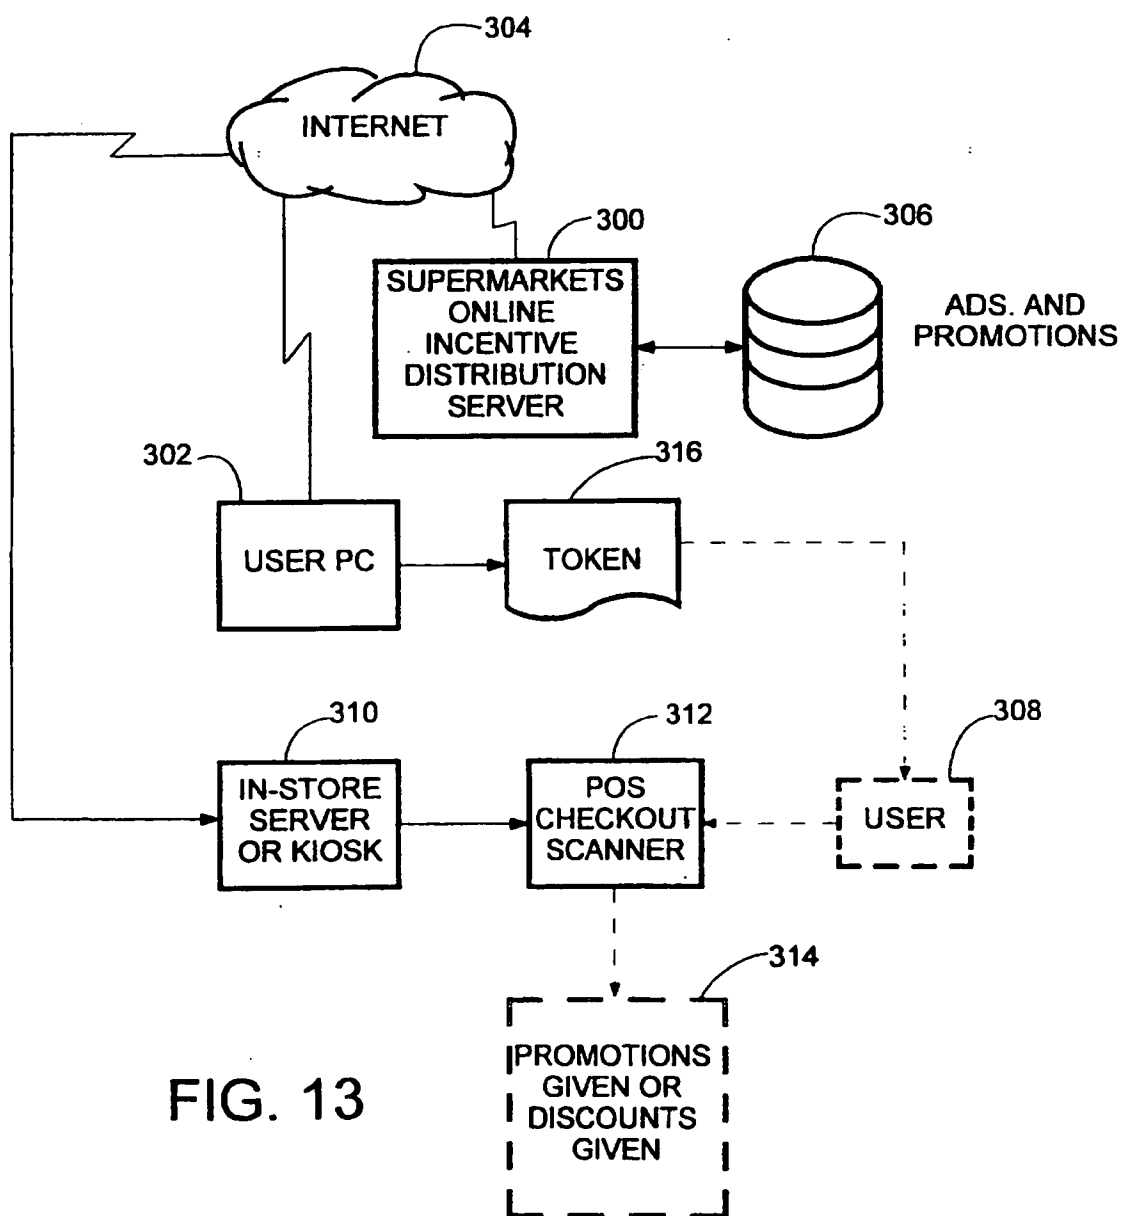 304
INTERNET
300
306
SUPERMARKETS
ONLINE
INCENTIVE
DISTRIBUTION
SERVER
ADS. AND
PROMOTIONS
302
316
USER PC
TOKEN
310
312
308
IN-STORE
SERVER
OR KIOSK
POS
CHECKOUT
SCANNER
USER
314
PROMOTIONS
GIVEN OR
DISCOUNTS
GIVEN
FIG. 13